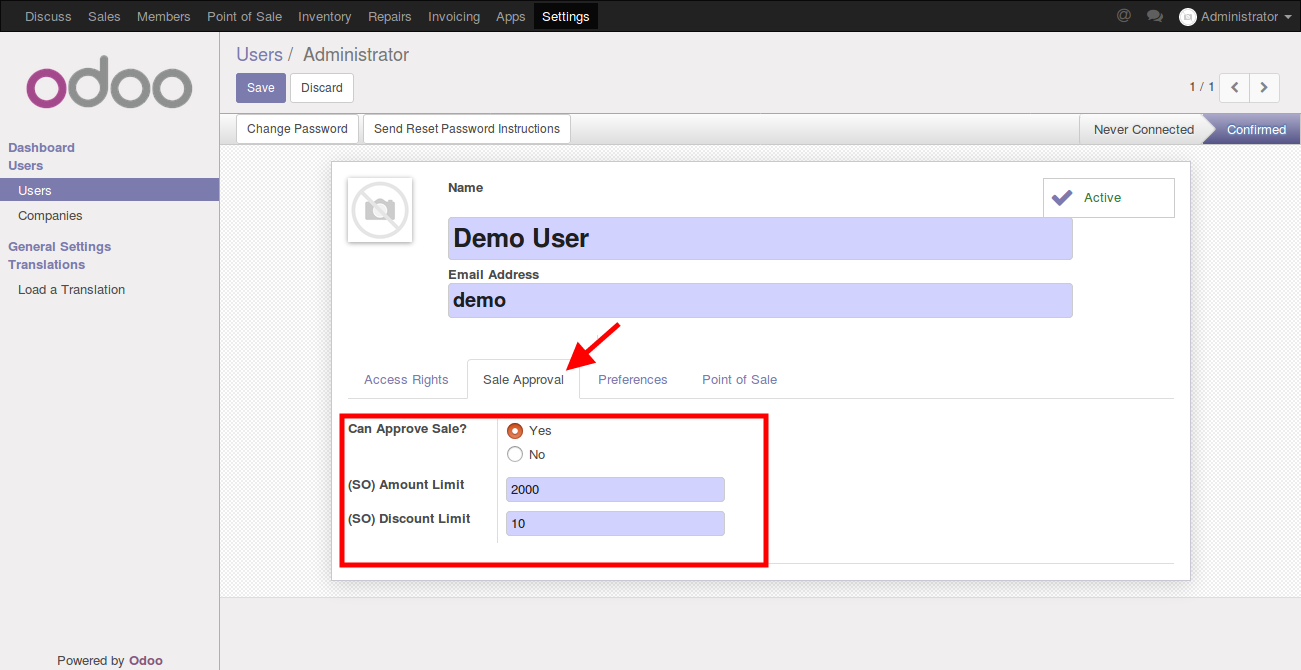 Discuss Sales Members Point of Sale Inventory Repairs Invoicing Apps Settings @ Administrator
odoo
Users / Administrator
Save Discard
1 / 1
Change Password Send Reset Password Instructions
Never Connected Confirmed
Dashboard
Users
Users
Companies
General Settings
Translations
Load a Translation
Name
Active
Demo User
Email Address
demo
Access Rights Sale Approval Preferences Point of Sale
Can Approve Sale? Yes
No
(SO) Amount Limit 2000
(SO) Discount Limit 10
Powered by Odoo